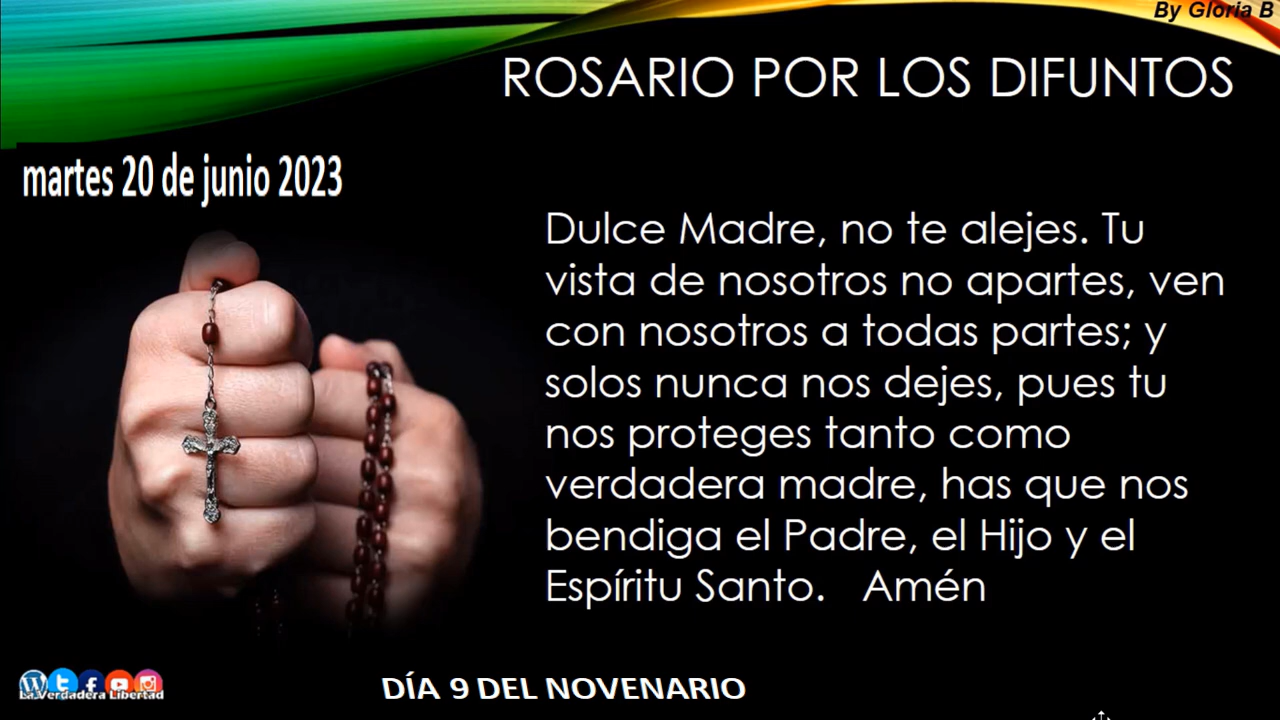 By Gloria B
ROSARIO POR LOS DIFUNTOS
martes 20 de junio 2023
Dulce Madre, no te alejes. Tu
vista de nosotros no apartes, ven
con nosotros a todas partes; y
solos nunca nos dejes, pues tu
nos proteges tanto como
verdadera madre, has que nos
bendiga el Padre, el Hijo y el
Espíritu Santo. Amén
La Verdadera Libertad
DÍA 9 DEL NOVENARIO